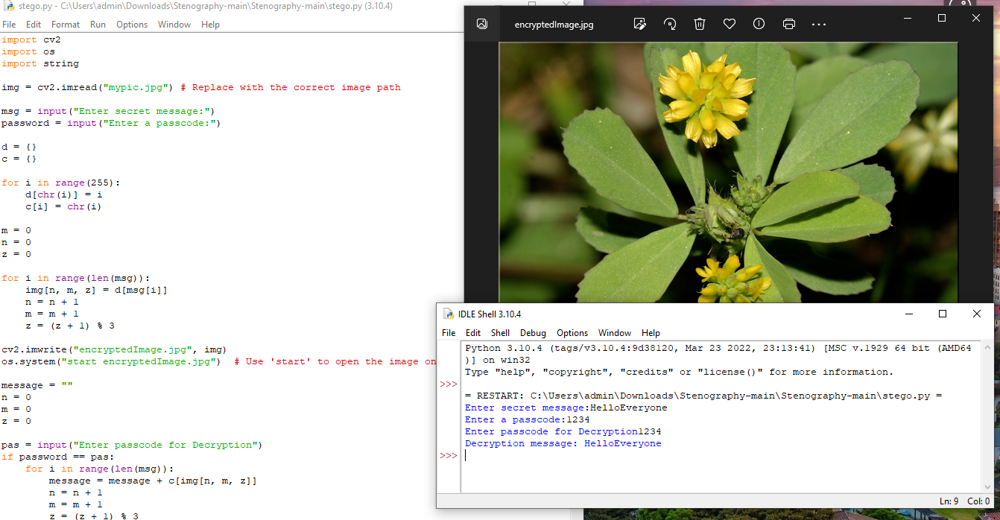 stego.py - C:\Users\admin\Downloads\Stenography-main\Stenography-main\stego.py (3.10.4)
File Edit Format Run Options Window Help
import cv2
import os
import string
img = cv2.imread("mypic.jpg") # Replace with the correct image path
msg = input("Enter secret message:")
password = input("Enter a passcode:")
d = {}
c = {}
for i in range(255):
    d[chr(i)] = i
    c[i] = chr(i)
m = 0
n = 0
z = 0
for i in range(len(msg)):
    img[n, m, z] = d[msg[i]]
    n = n + 1
    m = m + 1
    z = (z + 1) % 3
cv2.imwrite("encryptedImage.jpg", img)
os.system("start encryptedImage.jpg")  # Use 'start' to open the image on
message = ""
n = 0
m = 0
z = 0
pas = input("Enter passcode for Decryption")
if password == pas:
    for i in range(len(msg)):
        message = message + c[img[n, m, z]]
        n = n + 1
        m = m + 1
        z = (z + 1) % 3
encryptedImage.jpg
IDLE Shell 3.10.4
File Edit Shell Debug Options Window Help
Python 3.10.4 (tags/v3.10.4:9d38120, Mar 23 2022, 23:13:41) [MSC v.1929 64 bit (AMD64
)] on win32
Type "help", "copyright", "credits" or "license()" for more information.
>>>
= RESTART: C:\Users\admin\Downloads\Stenography-main\Stenography-main\stego.py =
Enter secret message:HelloEveryone
Enter a passcode:1234
Enter passcode for Decryption1234
Decryption message: HelloEveryone
>>>
Ln: 9 Col: 0